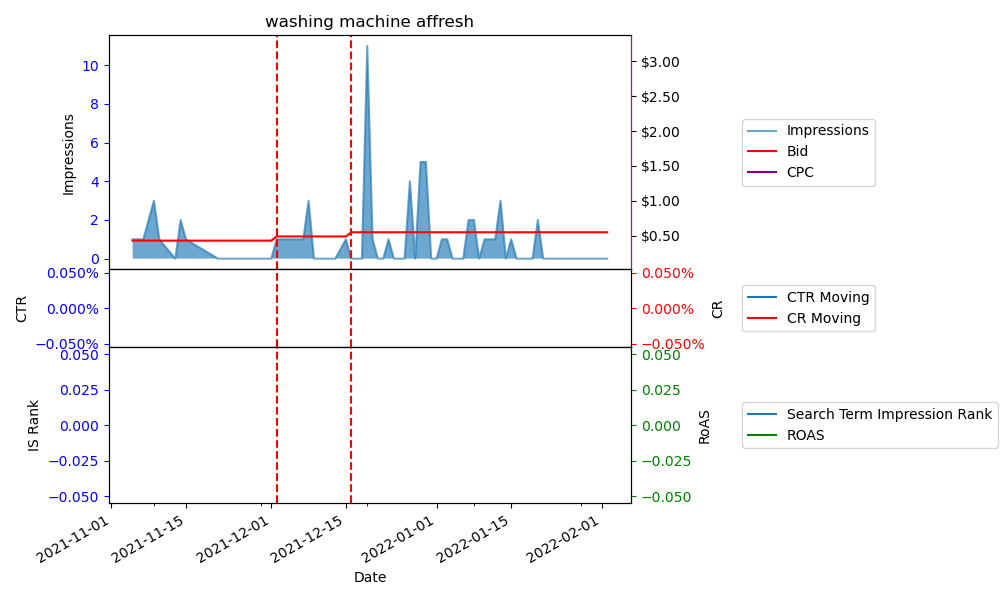 washing machine affresh
10
8
6
4
2
0
Impressions
$3.00
$2.50
$2.00
$1.50
$1.00
$0.50
Impressions
Bid
CPC
0.050%
0.000%
−0.050%
CTR
0.050%
0.000%
−0.050%
CR
CTR Moving
CR Moving
0.050
0.025
0.000
−0.025
−0.050
IS Rank
0.050
0.025
0.000
−0.025
−0.050
RoAS
Search Term Impression Rank
ROAS
2021-11-01
2021-11-15
2021-12-01
2021-12-15
2022-01-01
2022-01-15
2022-02-01
Date